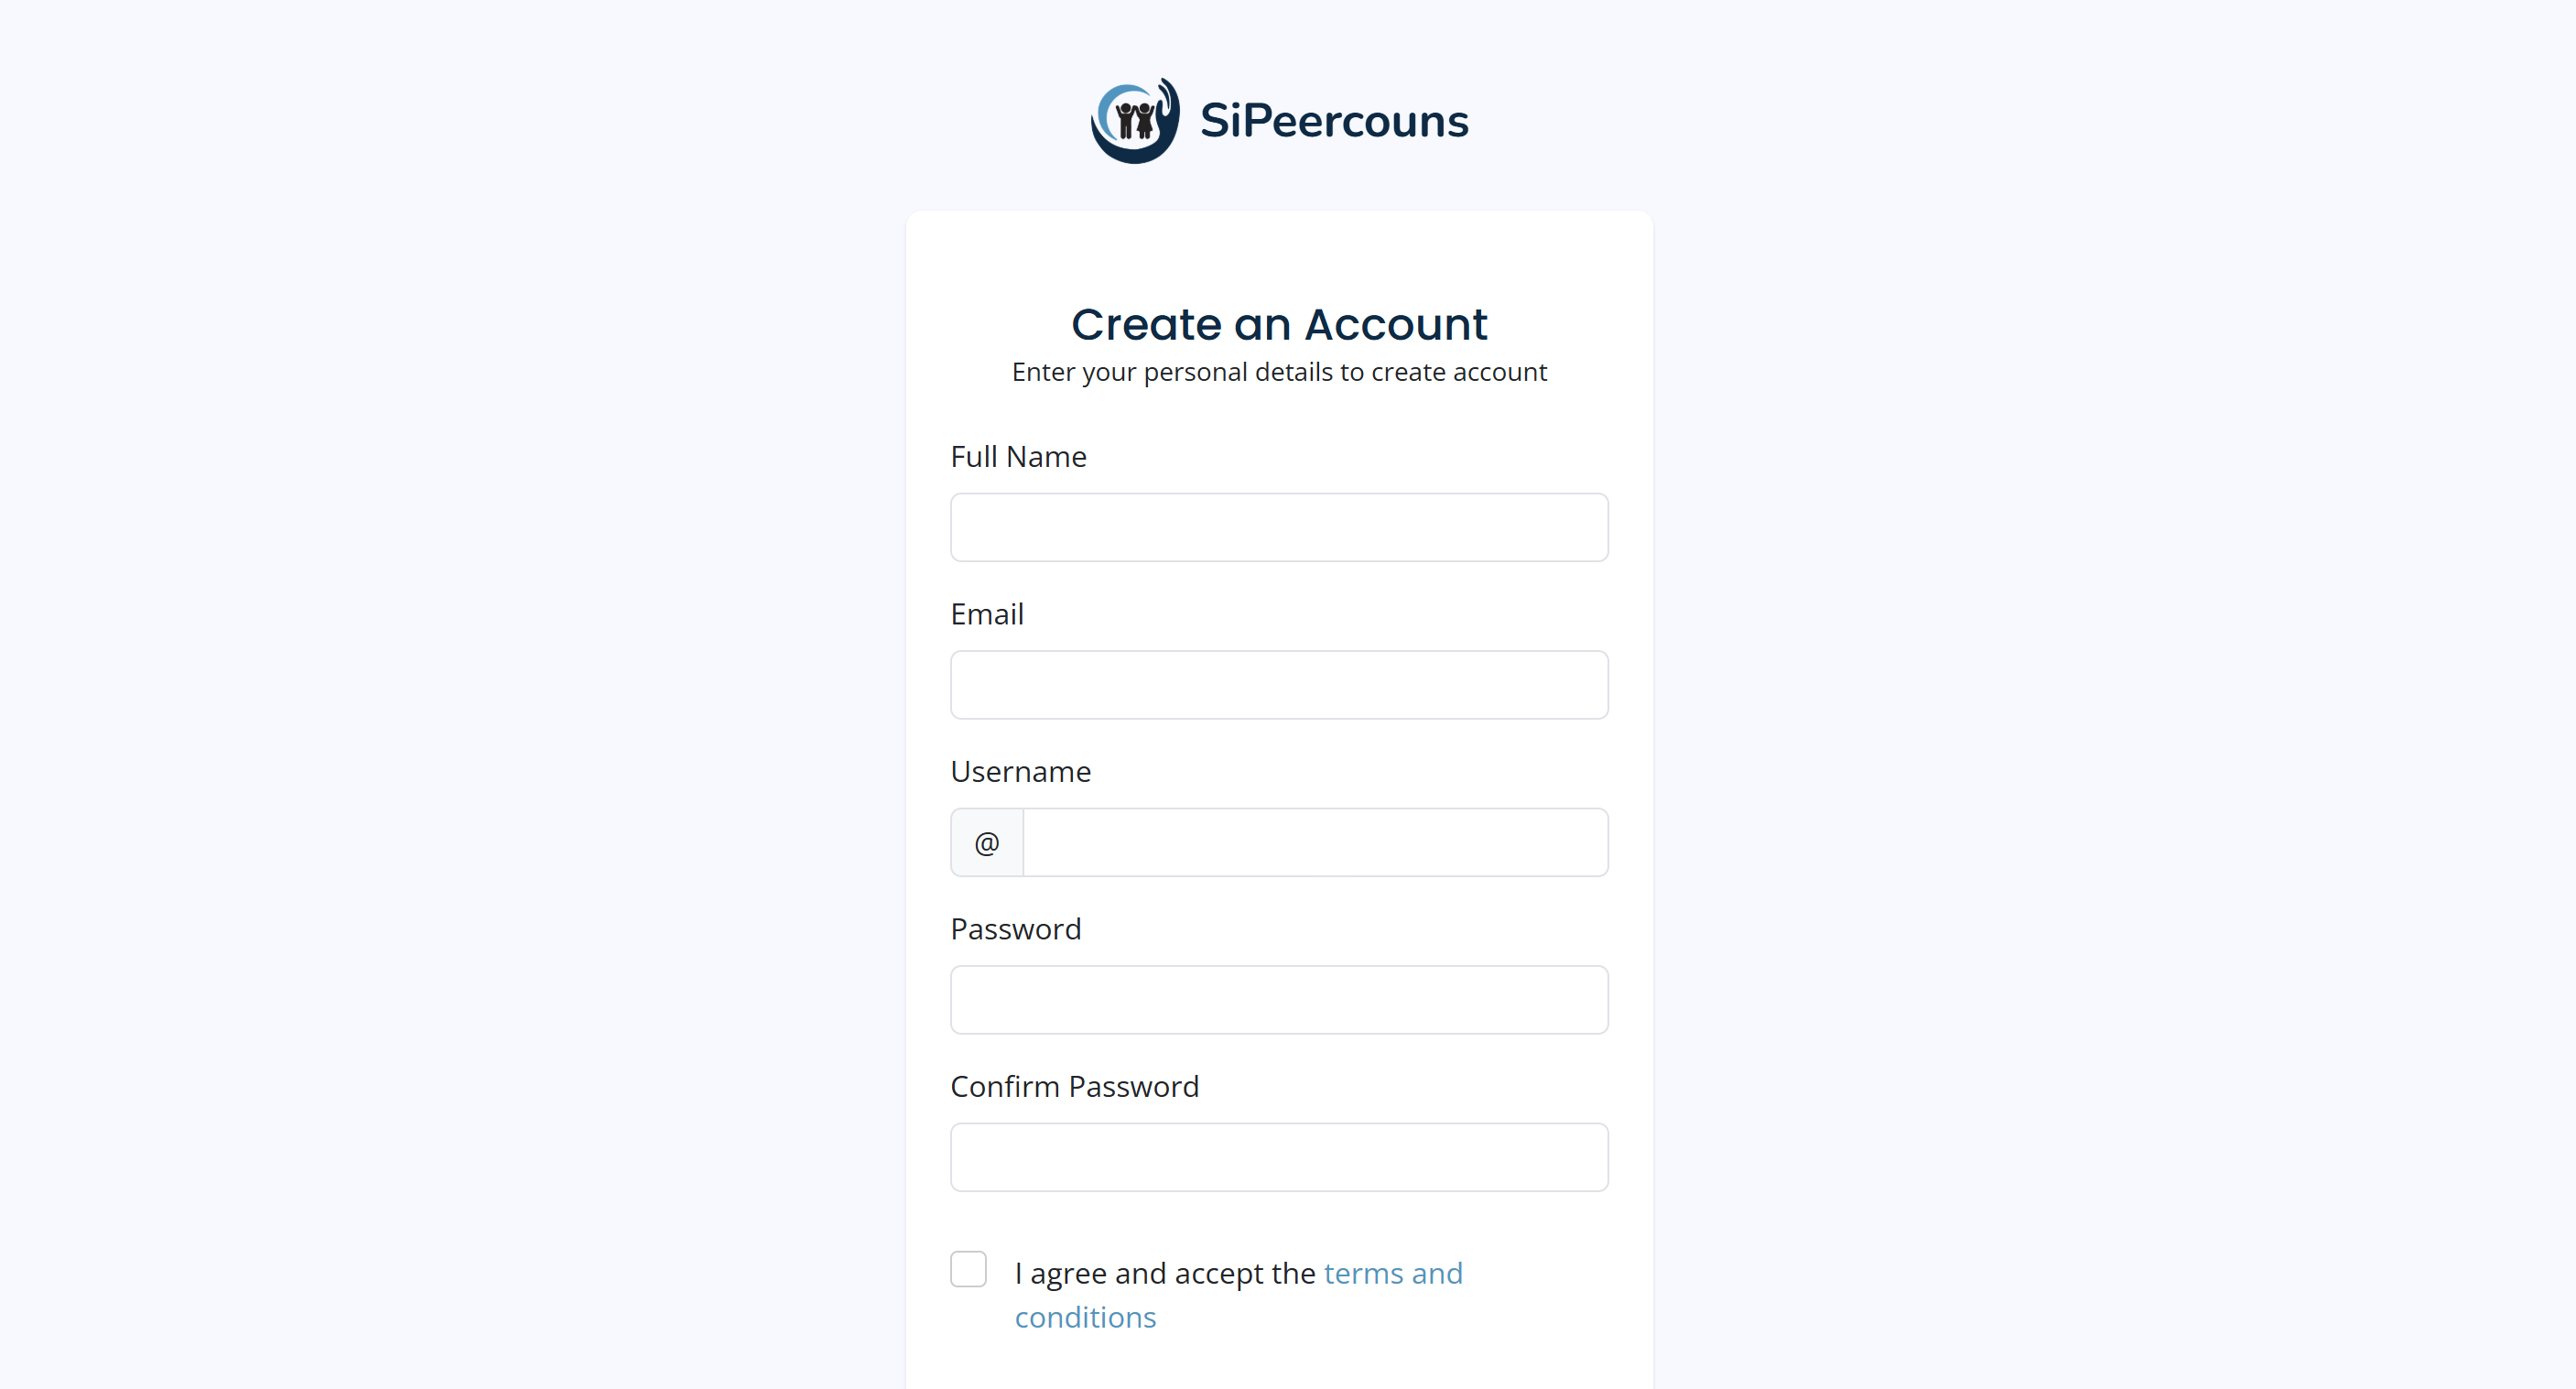 SiPeercouns
Create an Account
Enter your personal details to create account
Full Name
Email
Username
@
Password
Confirm Password
I agree and accept the terms and
conditions